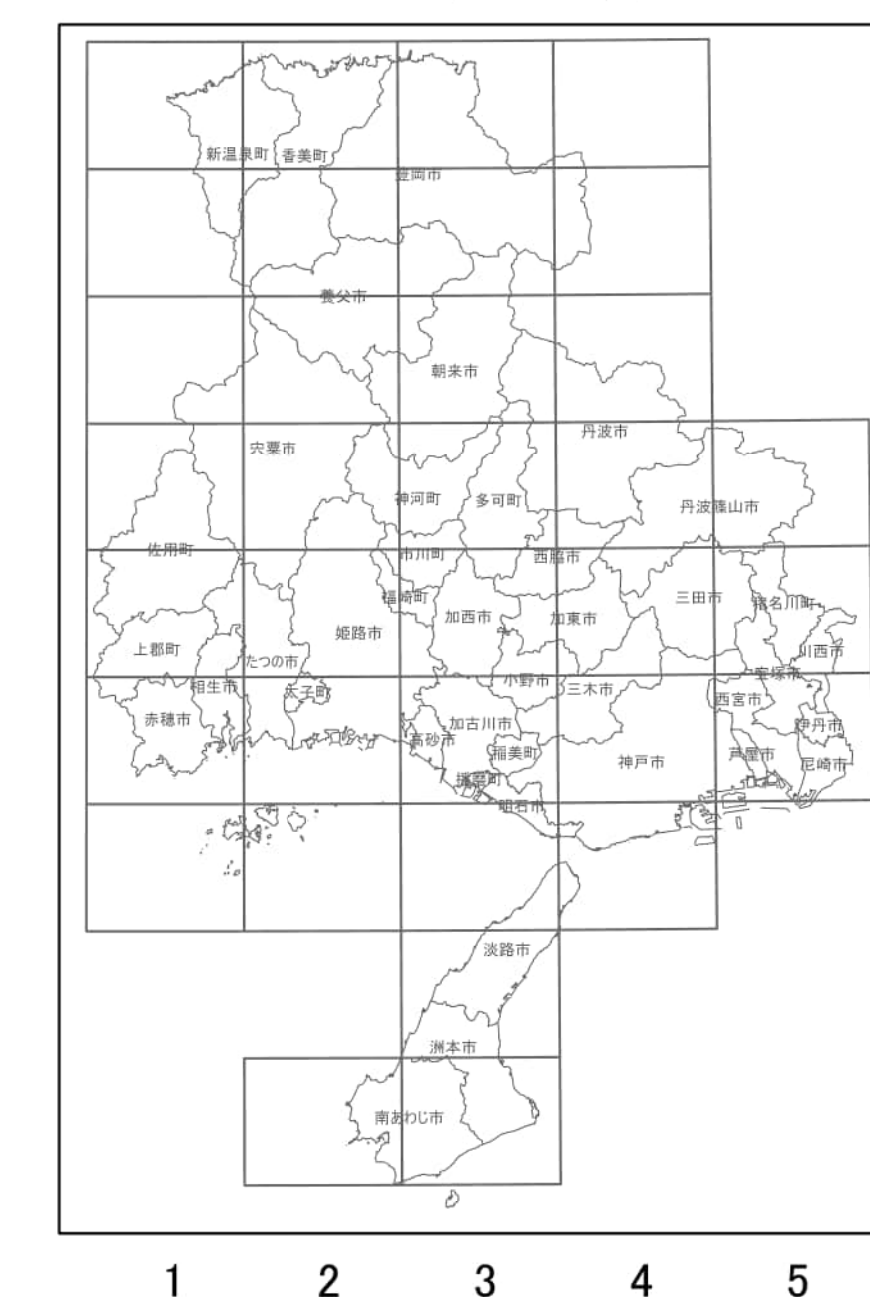 新温泉町
香美町
豊岡市
養父市
朝来市
丹波市
宍粟市
神河町
多可町
丹波篠山市
佐用町
市川町
西脇市
福崎町
加西市
加東市
三田市
猪名川町
姫路市
上郡町
たつの市
川西市
相生市
太子町
小野市
三木市
宝塚市
西宮市
赤穂市
加古川市
高砂市
稲美町
神戸市
芦屋市
伊丹市
尼崎市
播磨町
明石市
淡路市
洲本市
南あわじ市
1 2 3 4 5